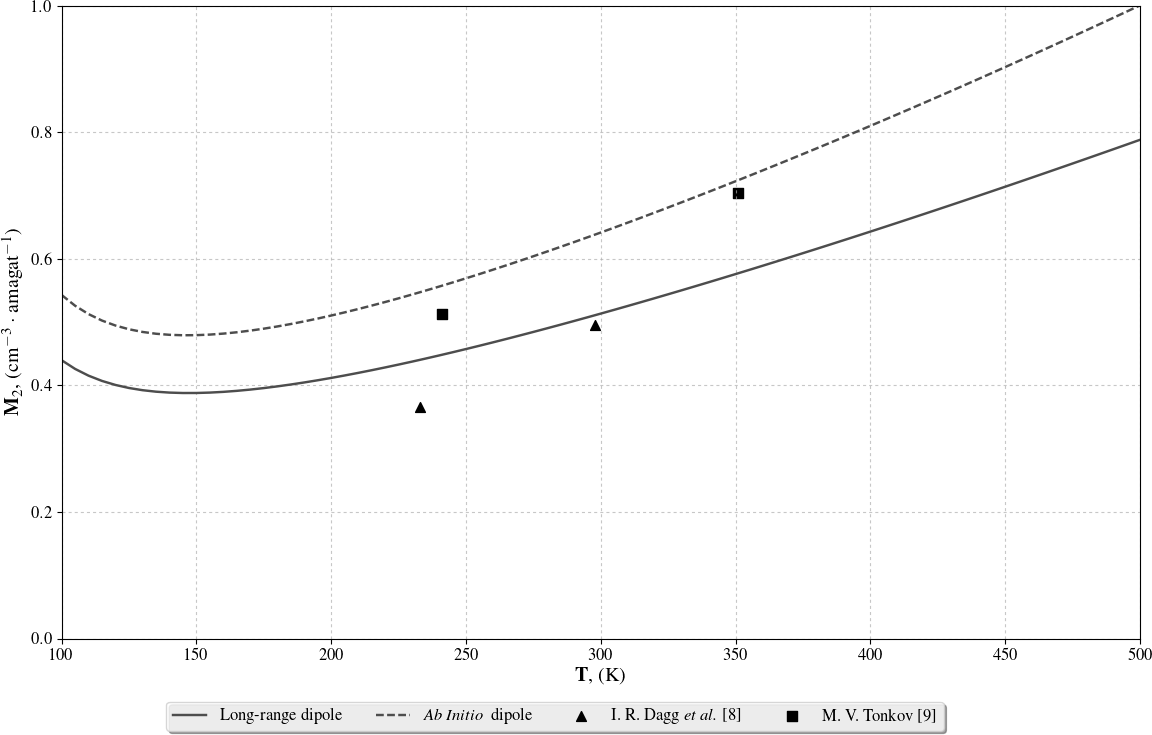 1.0
0.8
0.6
0.4
0.2
0.0
M₂, (cm⁻³ · amagat⁻¹)
100 150 200 250 300 350 400 450 500
T, (K)
Long-range dipole Ab Initio dipole I. R. Dagg et al. [8] M. V. Tonkov [9]